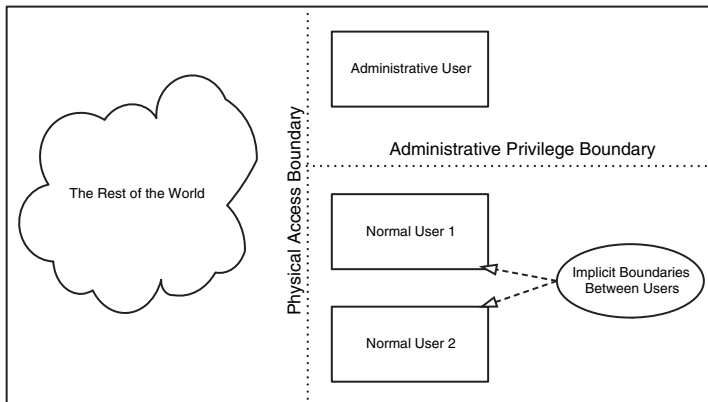 The Rest of the World
Physical Access Boundary
Administrative User
Administrative Privilege Boundary
Normal User 1
Implicit Boundaries
Between Users
Normal User 2